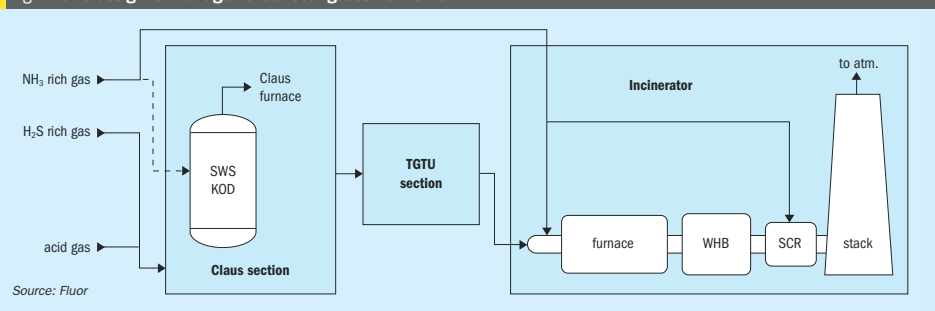 NH₃ rich gas
H₂S rich gas
acid gas
Claus
furnace
SWS
KOD
Claus section
TGTU
section
Incinerator
to atm.
furnace
WHB
SCR
stack
Source: Fluor